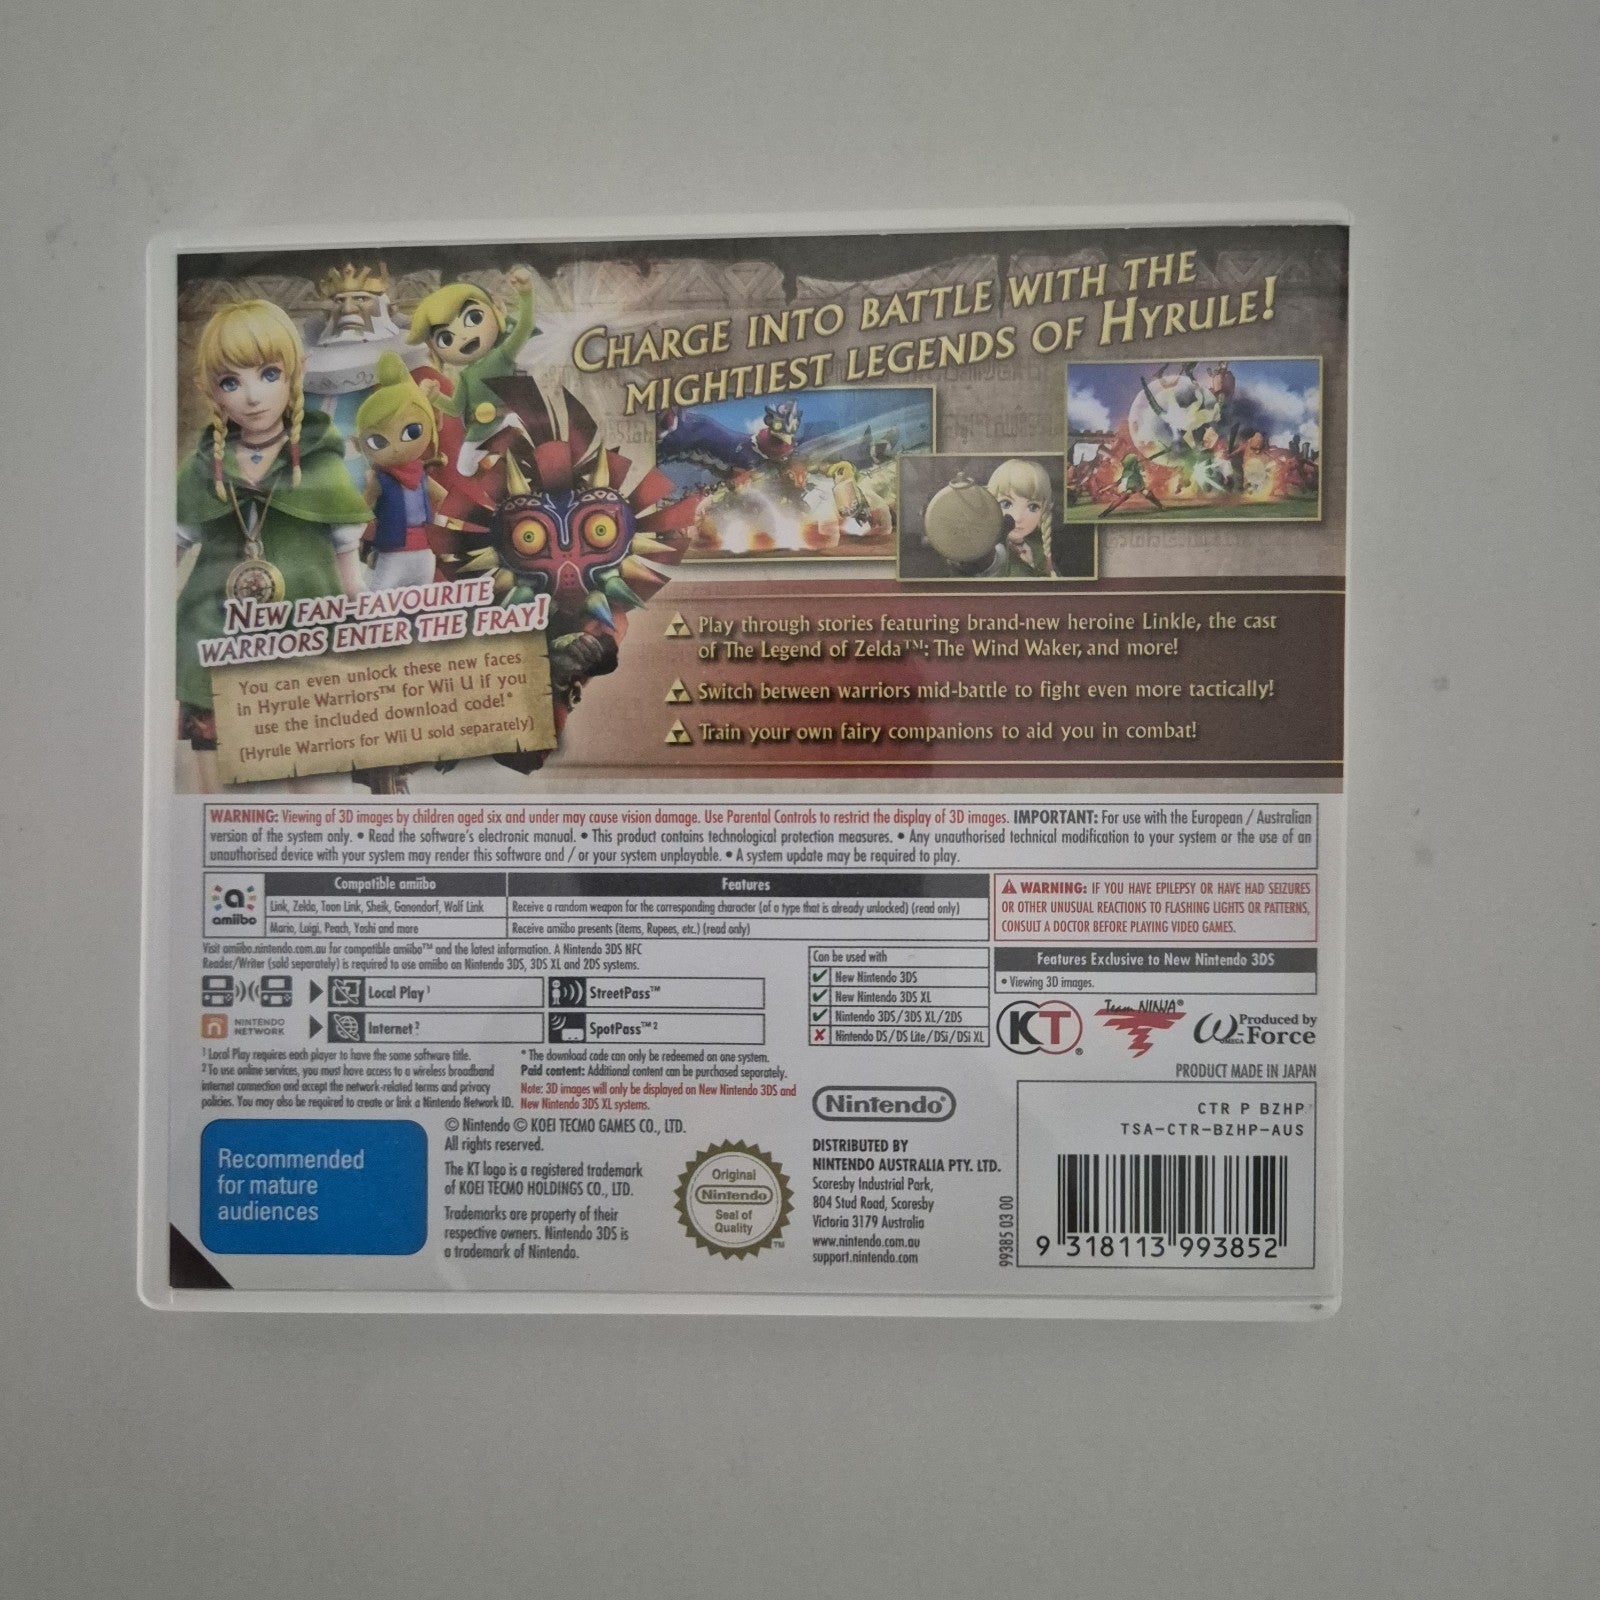 CHARGE INTO BATTLE WITH THE
MIGHTIEST LEGENDS OF HYRULE!
NEW FAN-FAVOURITE
WARRIORS ENTER THE FRAY!
You can even unlock these new faces
in Hyrule Warriors™ for Wii U if you
use the included download code!*
(Hyrule Warriors for Wii U sold separately)
Play through stories featuring brand-new heroine Linkle, the cast
of The Legend of Zelda™: The Wind Waker, and more!
Switch between warriors mid-battle to fight even more tactically!
Train your own fairy companions to aid you in combat!
WARNING: Viewing of 3D images by children aged six and under may cause vision damage. Use Parental Controls to restrict the display of 3D images. IMPORTANT: For use with the European / Australian
version of the system only. • Read the software's electronic manual. • This product contains technological protection measures. • Any unauthorised technical modification to your system or the use of an
unauthorised device with your system may render this software and / or your system unplayable. • A system update may be required to play.
amiibo
Compatible amiibo
Features
Link, Zelda, Toon Link, Sheik, Ganondorf, Wolf Link
Receive a random weapon for the corresponding character (of a type that is already unlocked) (read only)
Mario, Luigi, Peach, Yoshi and more
Receive amiibo presents (items, Rupees, etc.) (read only)
WARNING: IF YOU HAVE EPILEPSY OR HAVE HAD SEIZURES
OR OTHER UNUSUAL REACTIONS TO FLASHING LIGHTS OR PATTERNS,
CONSULT A DOCTOR BEFORE PLAYING VIDEO GAMES.
Visit amiibo.nintendo.com.au for compatible amiibo™ and the latest information. A Nintendo 3DS NFC
Reader/Writer (sold separately) is required to use amiibo on Nintendo 3DS, 3DS XL and 2DS systems.
Local Play¹
StreetPass™
NINTENDO
NETWORK
Internet²
SpotPass™²
Can be used with
New Nintendo 3DS
New Nintendo 3DS XL
Nintendo 3DS/3DS XL/2DS
Nintendo DS/DS Lite/DSi/DSi XL
Features Exclusive to New Nintendo 3DS
• Viewing 3D images.
KT
Team NINJA®
Produced by
ω-Force
OMEGA
¹ Local Play requires each player to have the same software title.
² To use online services, you must have access to a wireless broadband
internet connection and accept the network-related terms and privacy
policies. You may also be required to create or link a Nintendo Network ID.
* The download code can only be redeemed on one system.
Paid content: Additional content can be purchased separately.
Note: 3D images will only be displayed on New Nintendo 3DS and
New Nintendo 3DS XL systems.
PRODUCT MADE IN JAPAN
Recommended
for mature
audiences
© Nintendo © KOEI TECMO GAMES CO., LTD.
All rights reserved.
The KT logo is a registered trademark
of KOEI TECMO HOLDINGS CO., LTD.
Trademarks are property of their
respective owners. Nintendo 3DS is
a trademark of Nintendo.
Original
Nintendo
Seal of
Quality
TM
Nintendo®
DISTRIBUTED BY
NINTENDO AUSTRALIA PTY. LTD.
Scoresby Industrial Park,
804 Stud Road, Scoresby
Victoria 3179 Australia
www.nintendo.com.au
support.nintendo.com
CTR P BZHP
TSA-CTR-BZHP-AUS
99385 03 00
9 318113 993852